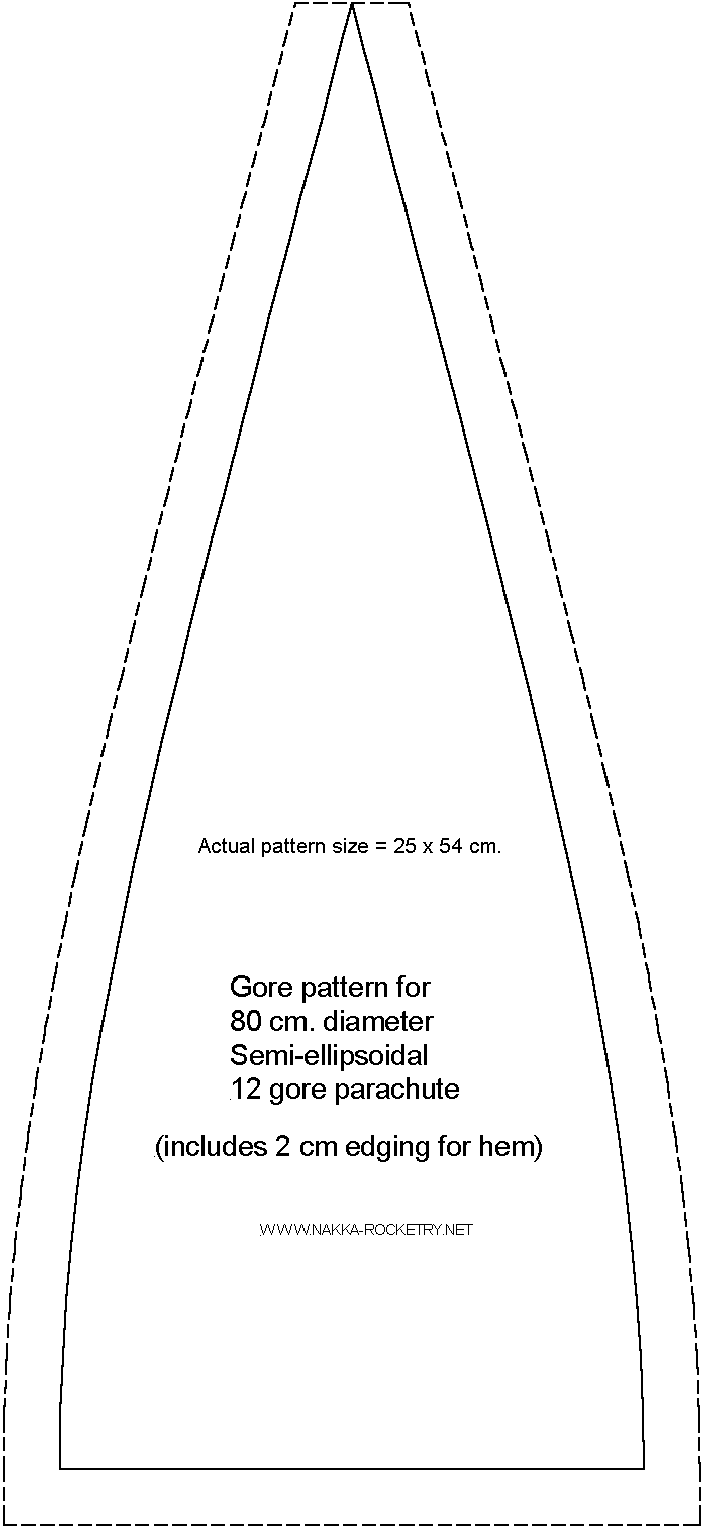 Actual pattern size = 25 x 54 cm.
Gore pattern for
80 cm. diameter
Semi-ellipsoidal
12 gore parachute
(includes 2 cm edging for hem)
WWW.NAKKA-ROCKETRY.NET